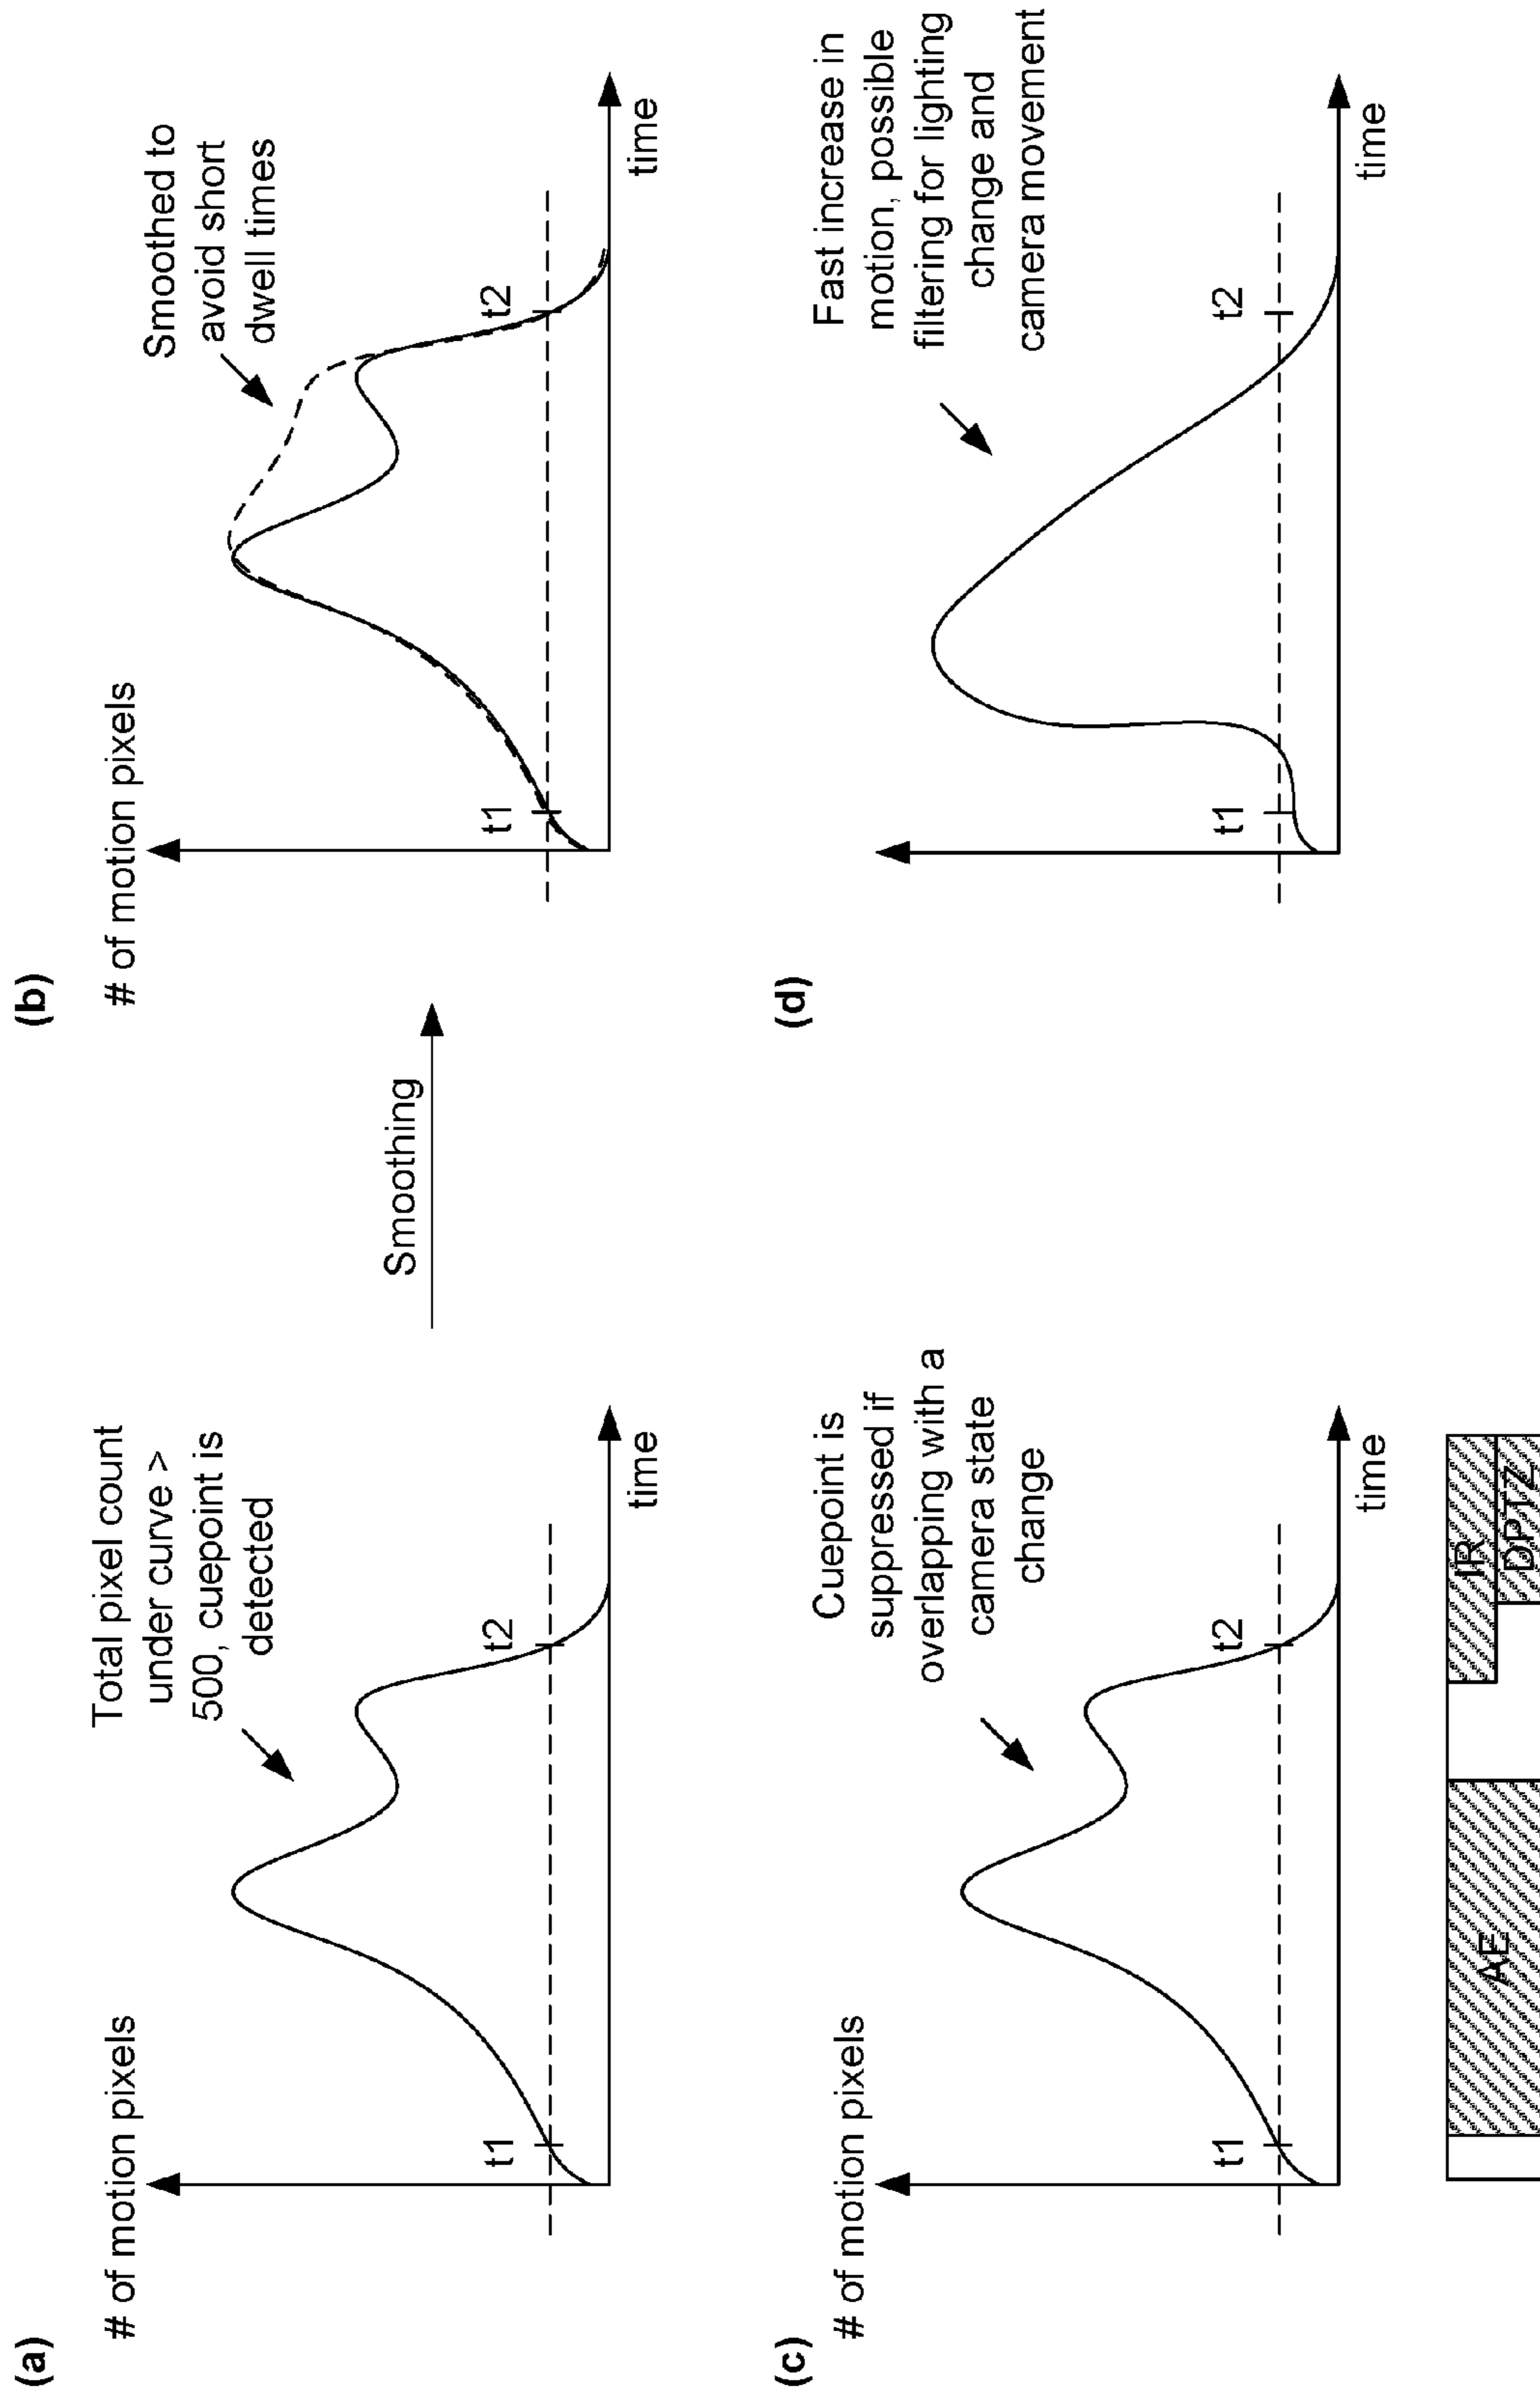 (a)
# of motion pixels
Total pixel count
under curve >
500, cuepoint is
detected
t1
t2
time
Smoothing
(b)
# of motion pixels
Smoothed to
avoid short
dwell times
t1
t2
time
(c)
# of motion pixels
Cuepoint is
suppressed if
overlapping with a
camera state
change
t1
t2
time
AE
IR
DPTZ
(d)
Fast increase in
motion, possible
filtering for lighting
change and
camera movement
t1
t2
time